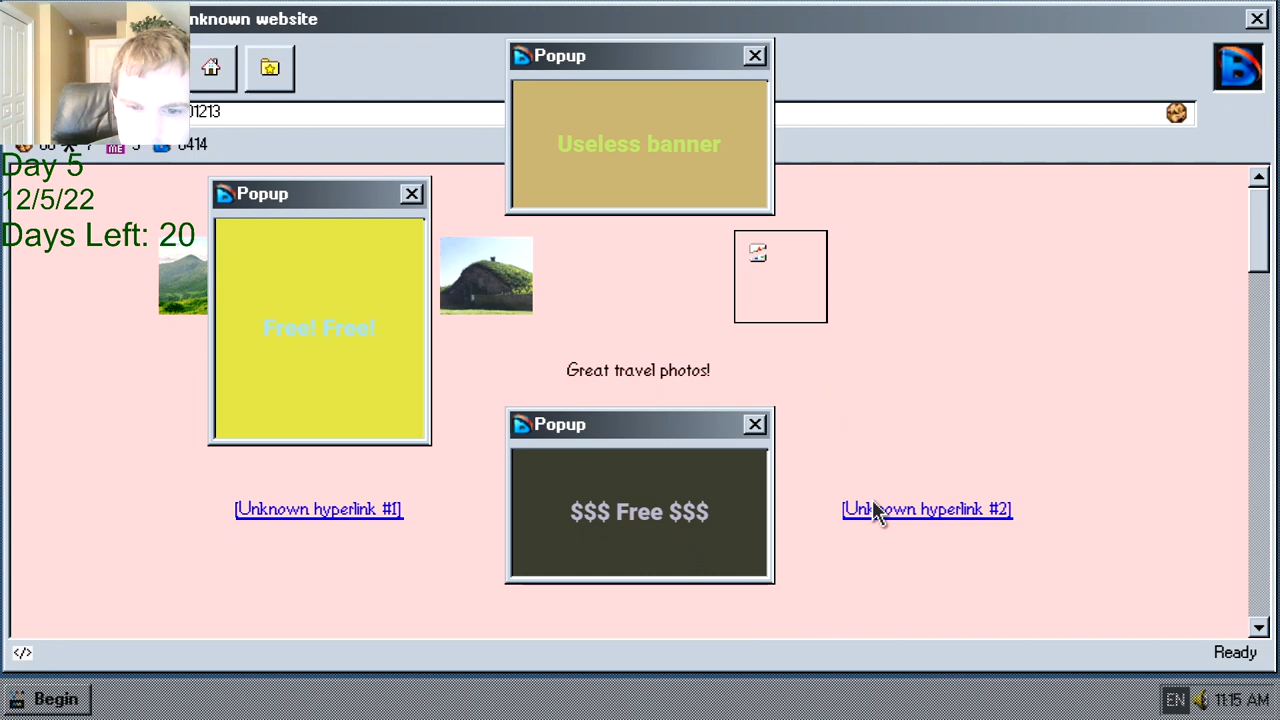 nknown website
Popup
Useless banner
01213
6414
Day 5
12/5/22
Days Left: 20
Popup
Free! Free!
Great travel photos!
Popup
$$$ Free $$$
[Unknown hyperlink #1]
[Unknown hyperlink #2]
</>
Ready
Begin
EN
11:15 AM